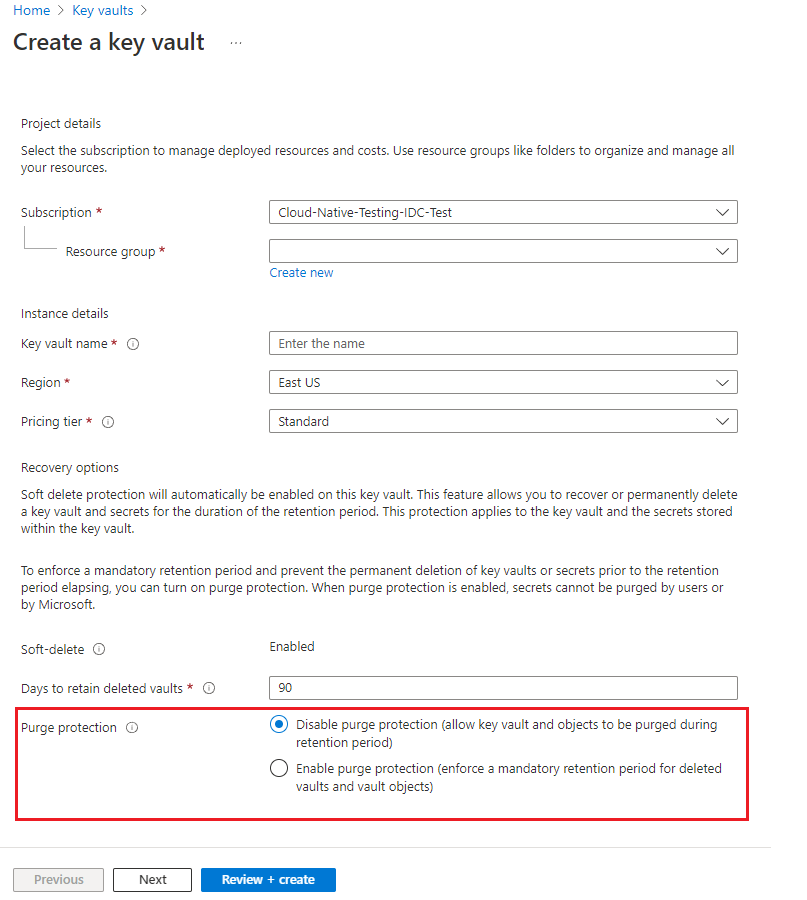 Home > Key vaults >
Create a key vault ...
Project details
Select the subscription to manage deployed resources and costs. Use resource groups like folders to organize and manage all
your resources.
Subscription * Cloud-Native-Testing-IDC-Test
Resource group *
Create new
Instance details
Key vault name * Enter the name
Region * East US
Pricing tier * Standard
Recovery options
Soft delete protection will automatically be enabled on this key vault. This feature allows you to recover or permanently delete
a key vault and secrets for the duration of the retention period. This protection applies to the key vault and the secrets stored
within the key vault.
To enforce a mandatory retention period and prevent the permanent deletion of key vaults or secrets prior to the retention
period elapsing, you can turn on purge protection. When purge protection is enabled, secrets cannot be purged by users or
by Microsoft.
Soft-delete Enabled
Days to retain deleted vaults * 90
Purge protection Disable purge protection (allow key vault and objects to be purged during
retention period)
Enable purge protection (enforce a mandatory retention period for deleted
vaults and vault objects)
Previous Next Review + create